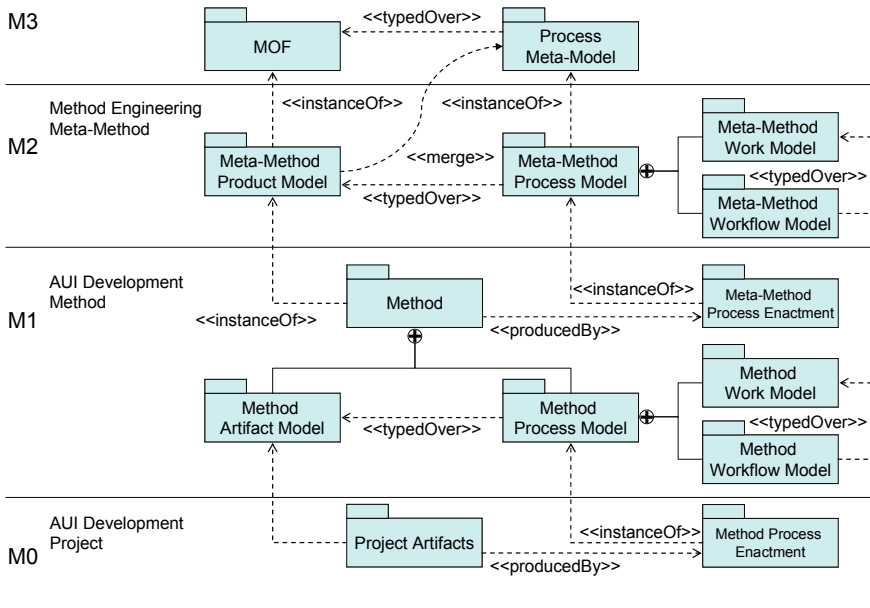 M3
<<typedOver>>
MOF
Process
Meta-Model
<<instanceOf>>
<<instanceOf>>
Method Engineering
Meta-Method
M2
Meta-Method
Product Model
<<merge>>
<<typedOver>>
Meta-Method
Process Model
Meta-Method
Work Model
<<typedOver>>
Meta-Method
Workflow Model
AUI Development
Method
M1
<<instanceOf>>
Method
<<instanceOf>>
<<producedBy>>
Meta-Method
Process Enactment
Method
Artifact Model
<<typedOver>>
Method
Process Model
Method
Work Model
<<typedOver>>
Method
Workflow Model
AUI Development
Project
M0
Project Artifacts
<<instanceOf>>
<<producedBy>>
Method Process
Enactment